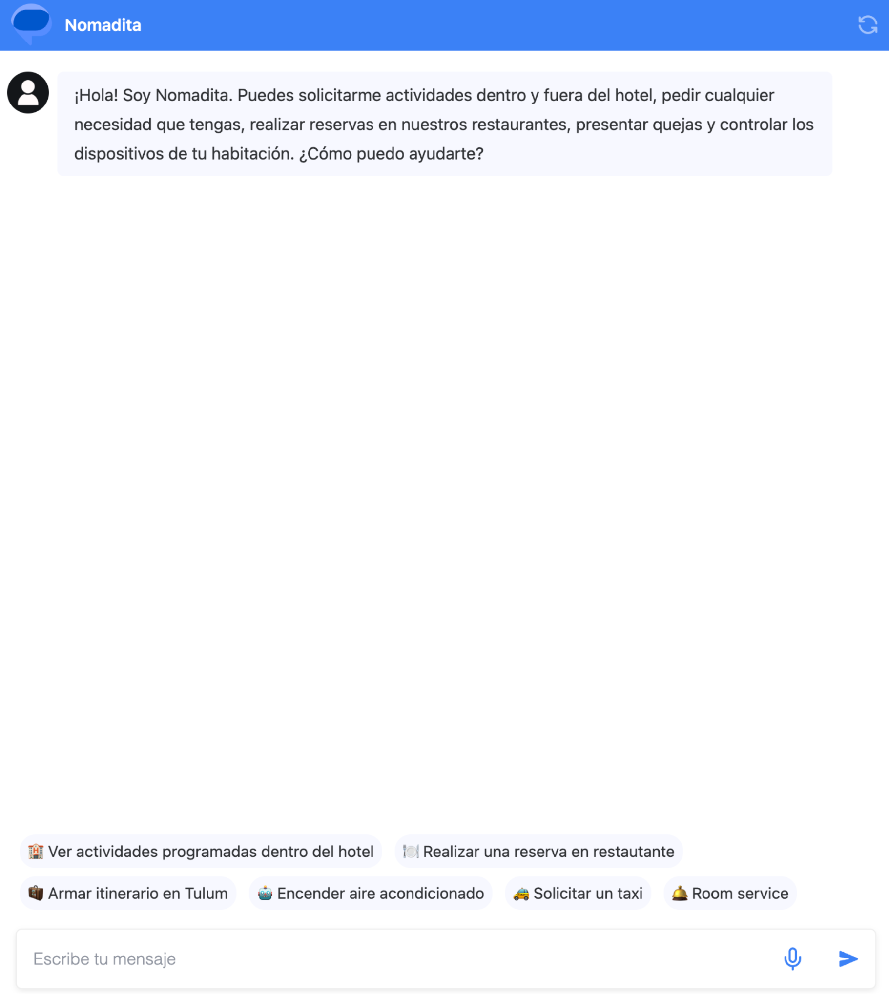 Nomadita
¡Hola! Soy Nomadita. Puedes solicitarme actividades dentro y fuera del hotel, pedir cualquier
necesidad que tengas, realizar reservas en nuestros restaurantes, presentar quejas y controlar los
dispositivos de tu habitación. ¿Cómo puedo ayudarte?
🏨 Ver actividades programadas dentro del hotel
🍽️ Realizar una reserva en restautante
🧳 Armar itinerario en Tulum
🤖 Encender aire acondicionado
🚕 Solicitar un taxi
🛎️ Room service
Escribe tu mensaje